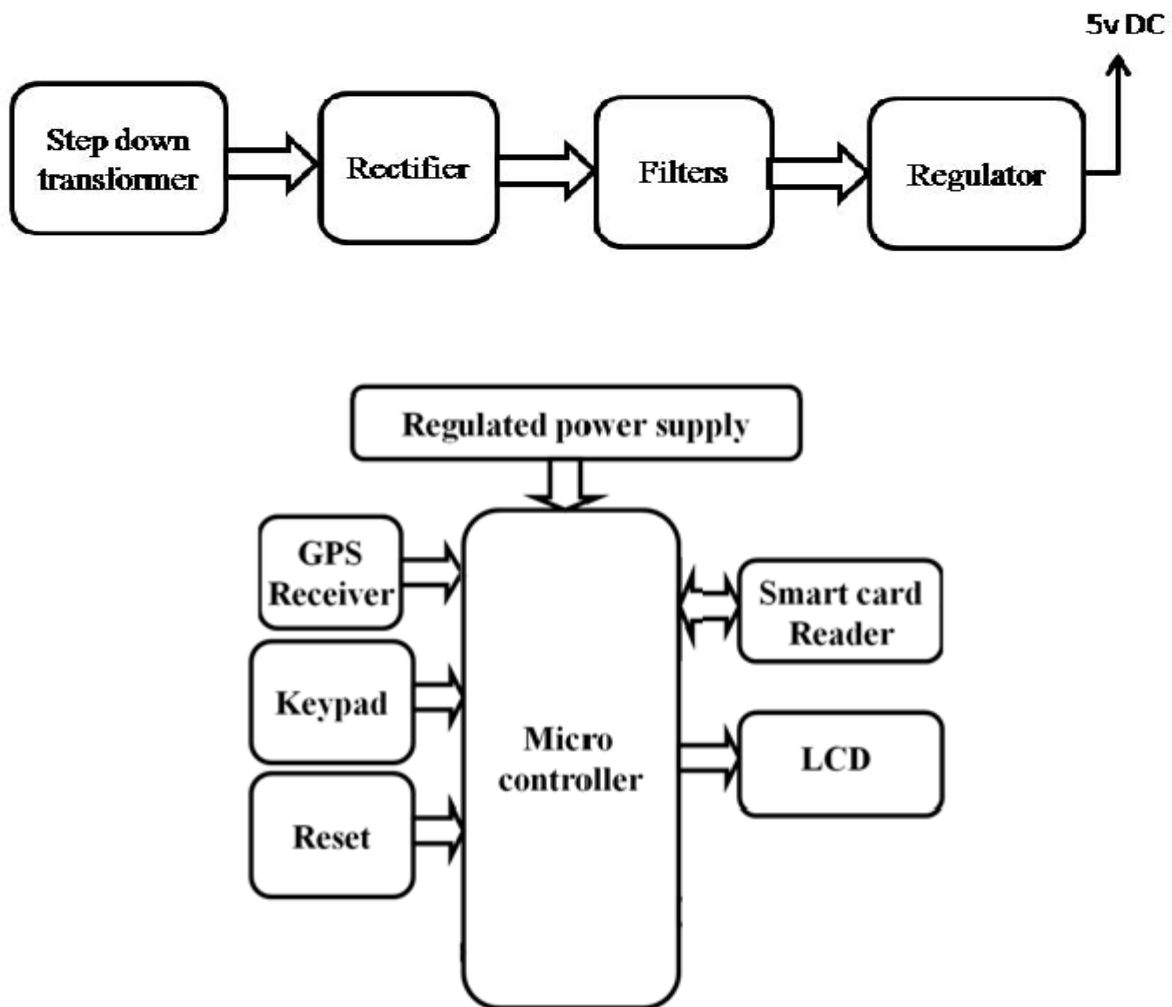 5v DC
Step down
transformer
Rectifier
Filters
Regulator
Regulated power supply
GPS
Receiver
Smart card
Reader
Keypad
Micro
controller
LCD
Reset